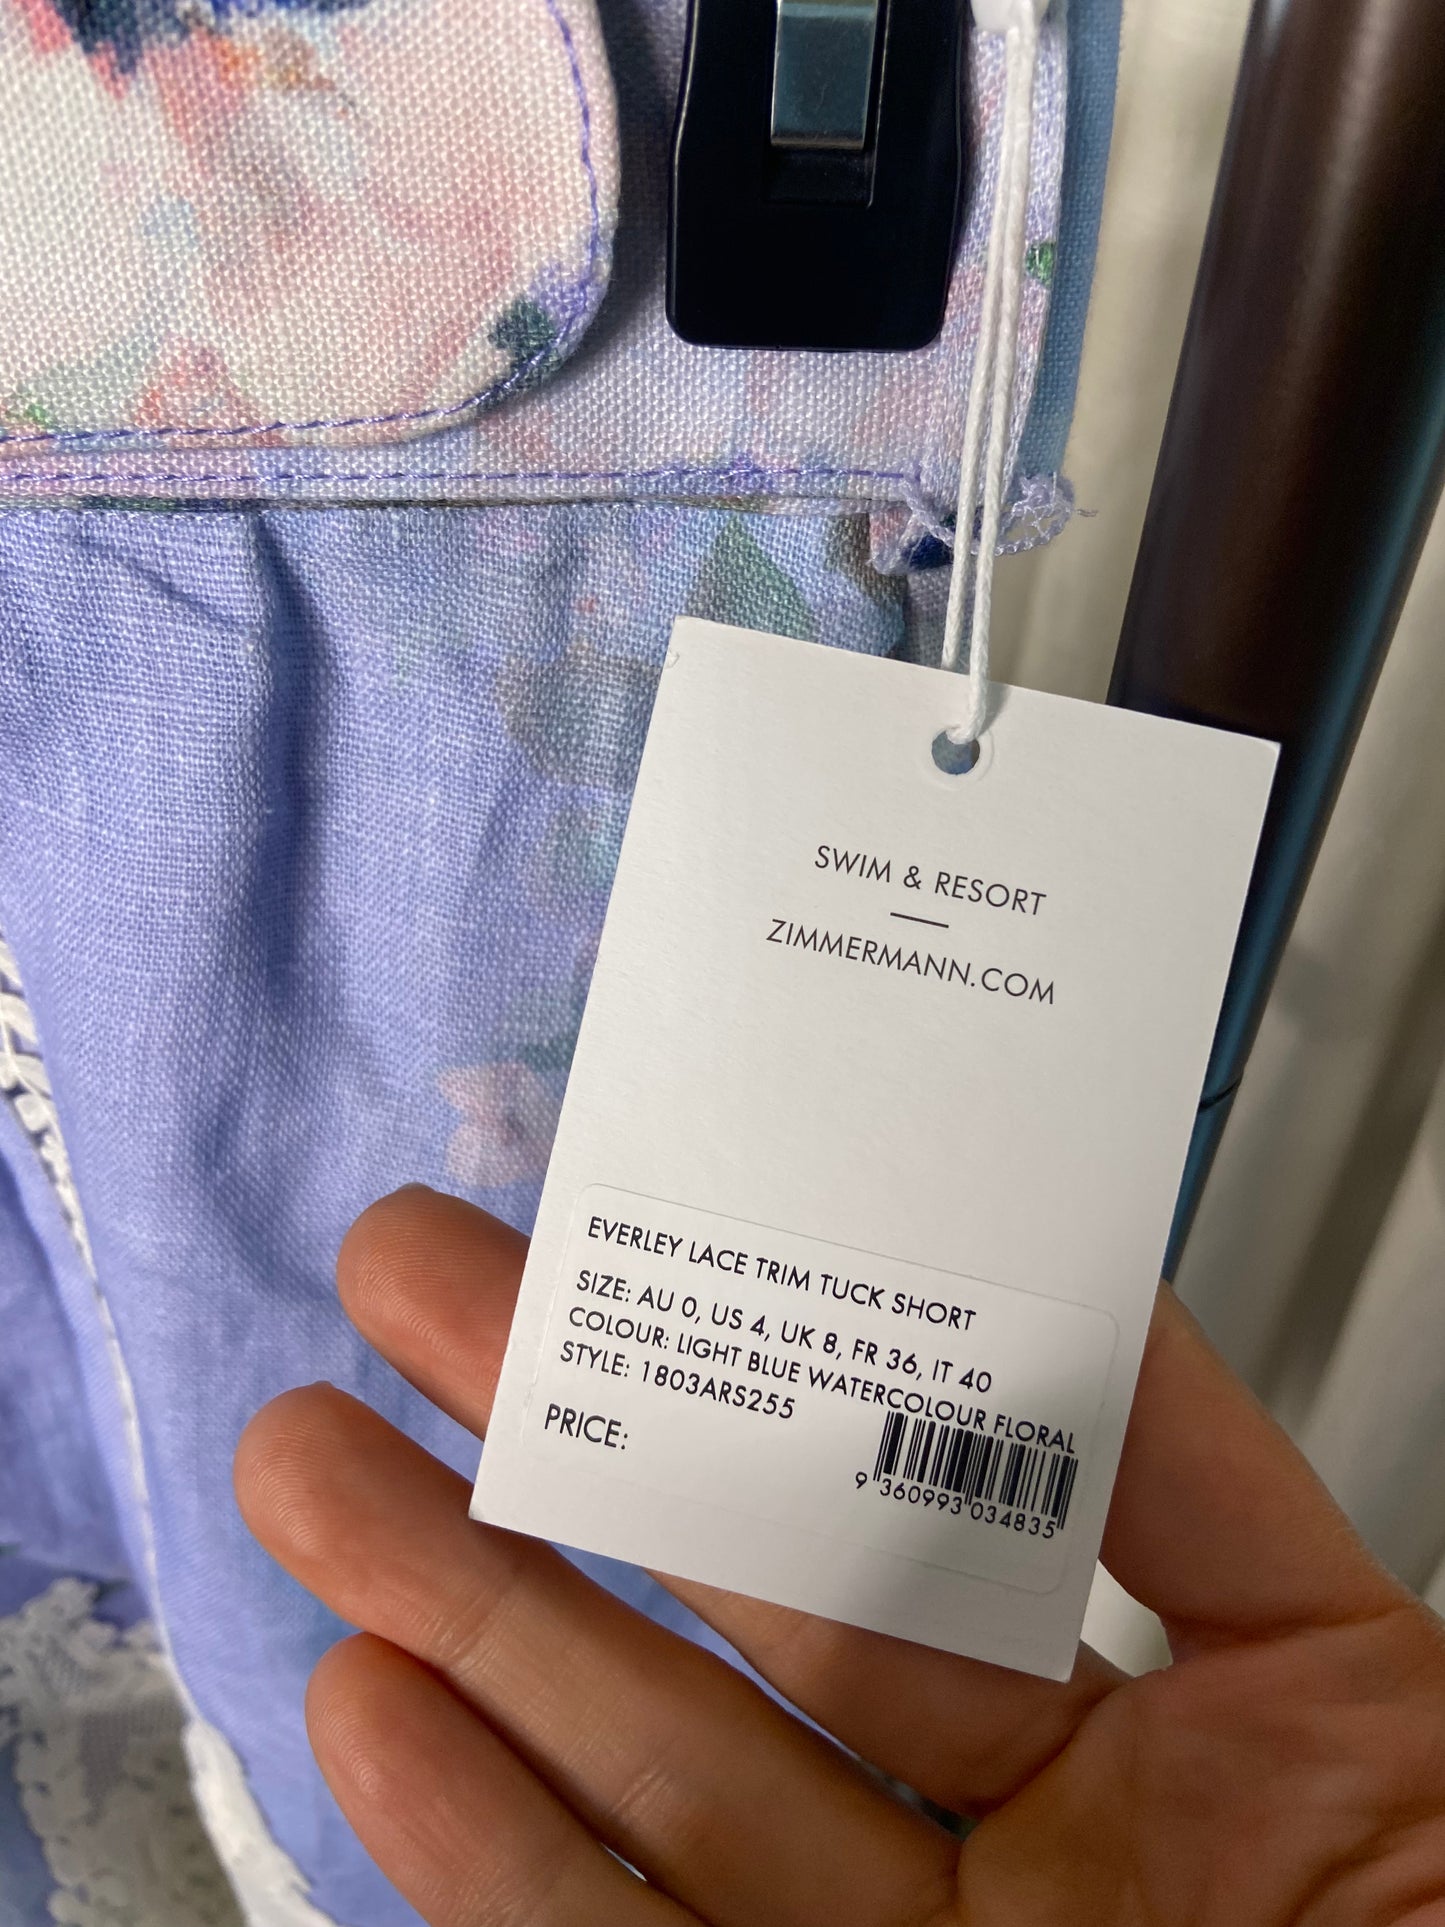 SWIM & RESORT
ZIMMERMANN.COM
EVERLEY LACE TRIM TUCK SHORT
SIZE: AU 0, US 4, UK 8, FR 36, IT 40
COLOUR: LIGHT BLUE WATERCOLOUR FLORAL
STYLE: 1803ARS255
PRICE:
9 360993 034835